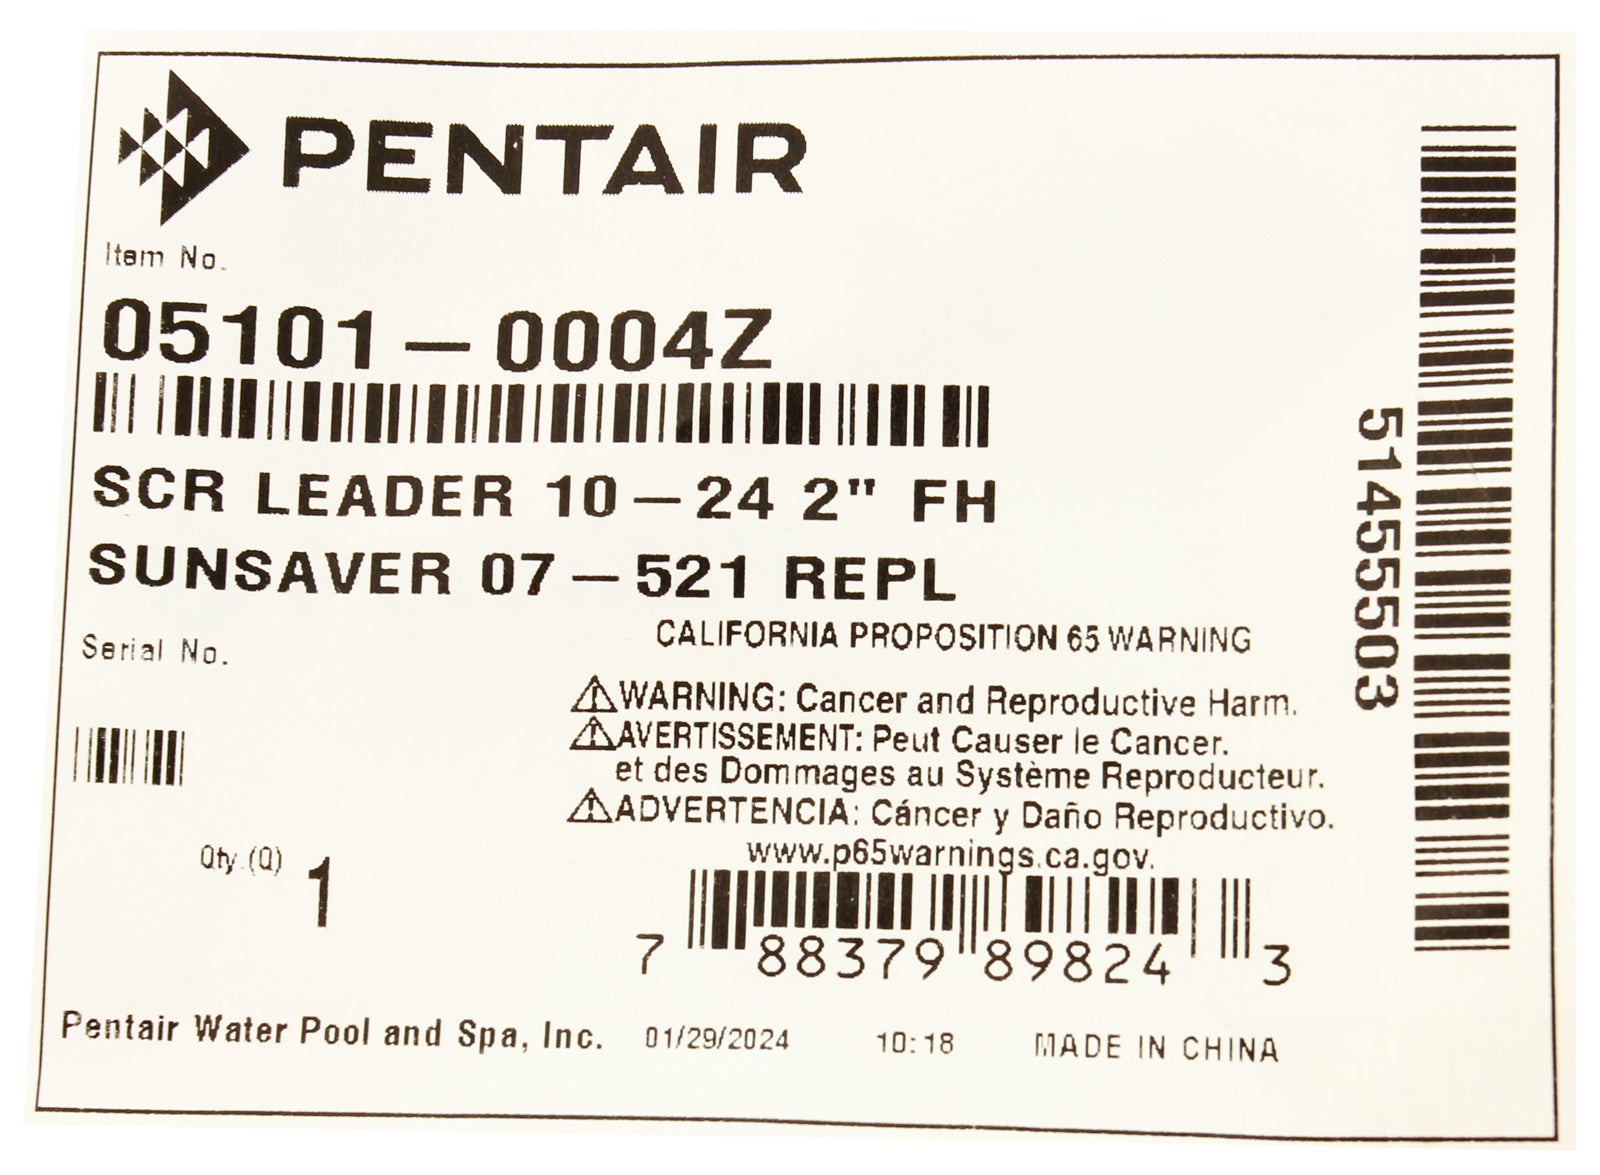 PENTAIR
Item No.
05101-0004Z
SCR LEADER 10-24 2" FH
SUNSAVER 07-521 REPL
CALIFORNIA PROPOSITION 65 WARNING
Serial No.
WARNING: Cancer and Reproductive Harm.
AVERTISSEMENT: Peut Causer le Cancer.
et des Dommages au Système Reproducteur.
ADVERTENCIA: Cáncer y Daño Reproductivo.
www.p65warnings.ca.gov.
Qty.(Q) 1
7 88379 89824 3
Pentair Water Pool and Spa, Inc. 01/29/2024 10:18 MADE IN CHINA
51455503